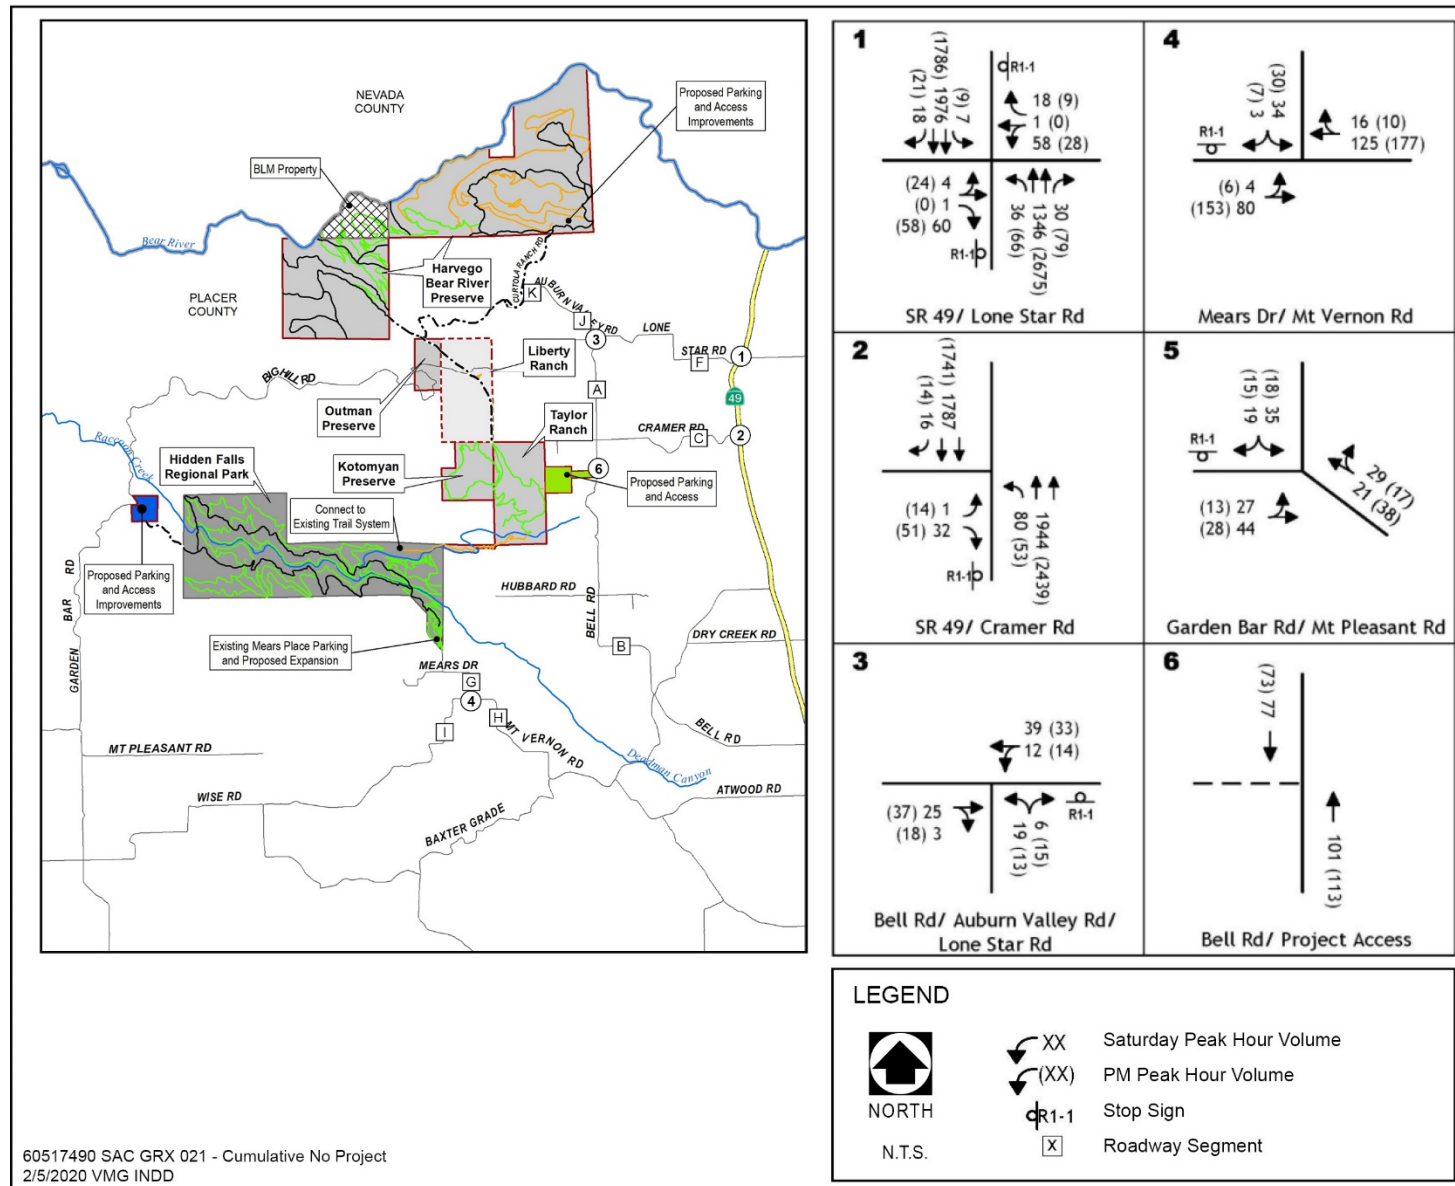 NEVADA
COUNTY
Proposed Parking
and Access
Improvements
BLM Property
Bear River
Harvego
Bear River
Preserve
CURTOLA RANCH RD
PLACER
COUNTY
K
AUBURN VALLEY RD
J
3
LONE
STAR RD
F
1
Liberty
Ranch
BIG HILL RD
A
49
Outman
Preserve
Taylor
Ranch
CRAMER RD
C
2
Raccoon Creek
Hidden Falls
Regional Park
Kotomyan
Preserve
6
Proposed Parking
and Access
Connect to
Existing Trail System
Proposed Parking
and Access
Improvements
HUBBARD RD
BELL RD
GARDEN BAR RD
DRY CREEK RD
B
Existing Mears Place Parking
and Proposed Expansion
MEARS DR
G
4
H
I
MT VERNON RD
BELL RD
MT PLEASANT RD
Deadman Canyon
WISE RD
ATWOOD RD
BAXTER GRADE
1
(21) 18
(1786) 1976
(9) 7
R1-1
18 (9)
1 (0)
58 (28)
(24) 4
(0) 1
(58) 60
R1-1
36 (66)
1346 (2675)
30 (79)
SR 49/ Lone Star Rd
4
(7) 3
(30) 34
R1-1
16 (10)
125 (177)
(6) 4
(153) 80
Mears Dr/ Mt Vernon Rd
2
(14) 16
(1741) 1787
(14) 1
(51) 32
R1-1
80 (53)
1944 (2439)
SR 49/ Cramer Rd
5
(15) 19
(18) 35
R1-1
29 (17)
21 (38)
(13) 27
(28) 44
Garden Bar Rd/ Mt Pleasant Rd
3
39 (33)
12 (14)
(37) 25
(18) 3
19 (13)
6 (15)
R1-1
Bell Rd/ Auburn Valley Rd/
Lone Star Rd
6
(73) 77
101 (113)
Bell Rd/ Project Access
LEGEND
NORTH
N.T.S.
XX Saturday Peak Hour Volume
(XX) PM Peak Hour Volume
R1-1 Stop Sign
X Roadway Segment
60517490 SAC GRX 021 - Cumulative No Project
2/5/2020 VMG INDD